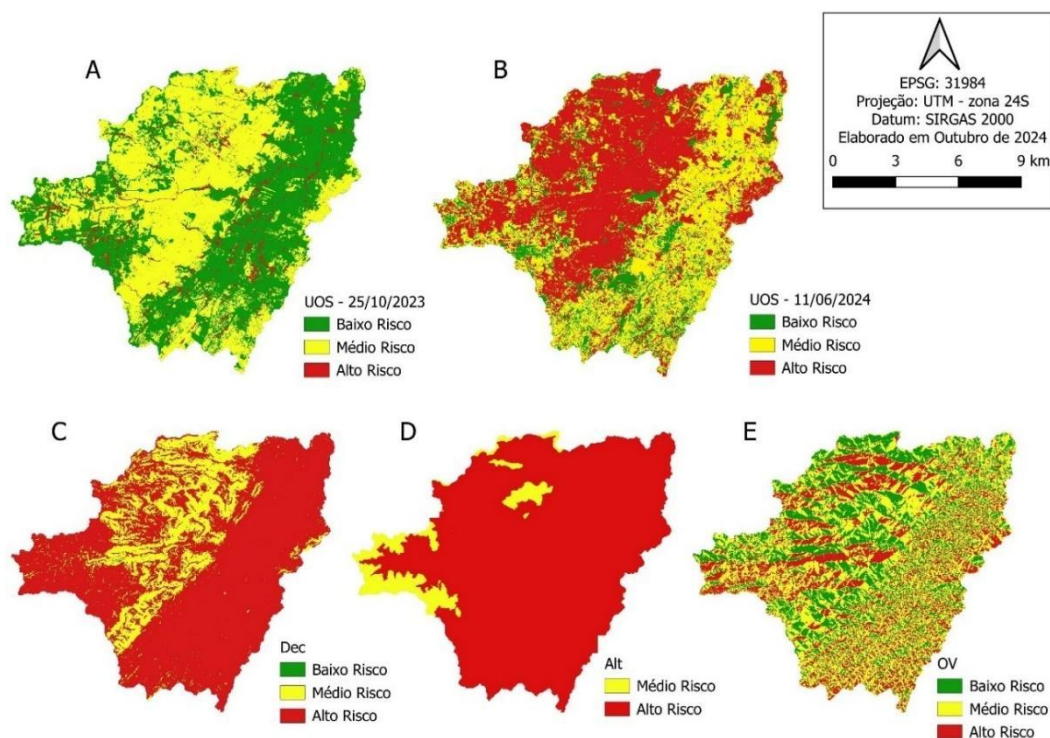 A
B
EPSG: 31984
Projeção: UTM - zona 24S
Datum: SIRGAS 2000
Elaborado em Outubro de 2024
0 3 6 9 km
UOS - 25/10/2023
Baixo Risco
Médio Risco
Alto Risco
UOS - 11/06/2024
Baixo Risco
Médio Risco
Alto Risco
C
D
E
Dec
Baixo Risco
Médio Risco
Alto Risco
Alt
Médio Risco
Alto Risco
OV
Baixo Risco
Médio Risco
Alto Risco